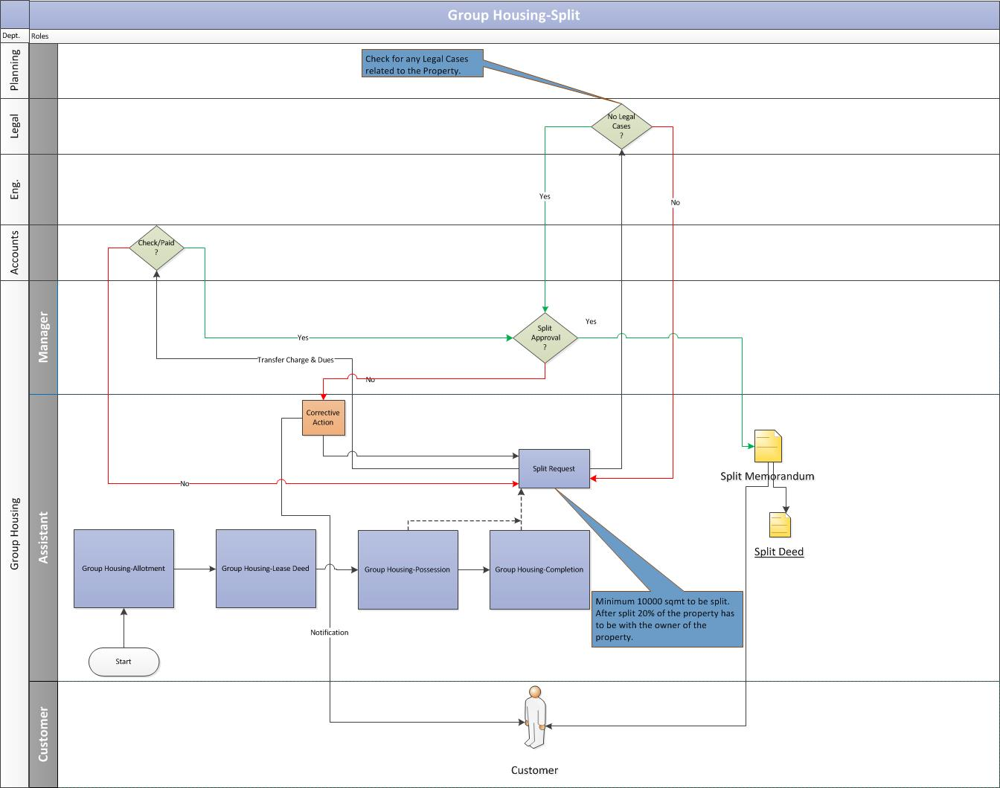 Group Housing-Split
Dept.
Roles
Planning
Check for any Legal Cases
related to the Property.
Legal
No Legal
Cases
?
Eng.
Yes
No
Accounts
Check/Paid
?
Manager
Yes
Split
Approval
?
Yes
Transfer Charge & Dues
No
Group Housing
Assistant
Corrective
Action
Split Request
No
Split Memorandum
Split Deed
Group Housing-Allotment
Group Housing-Lease Deed
Group Housing-Possession
Group Housing-Completion
Minimum 10000 sqmt to be split.
After split 20% of the property has
to be with the owner of the
property.
Notification
Start
Customer
Customer